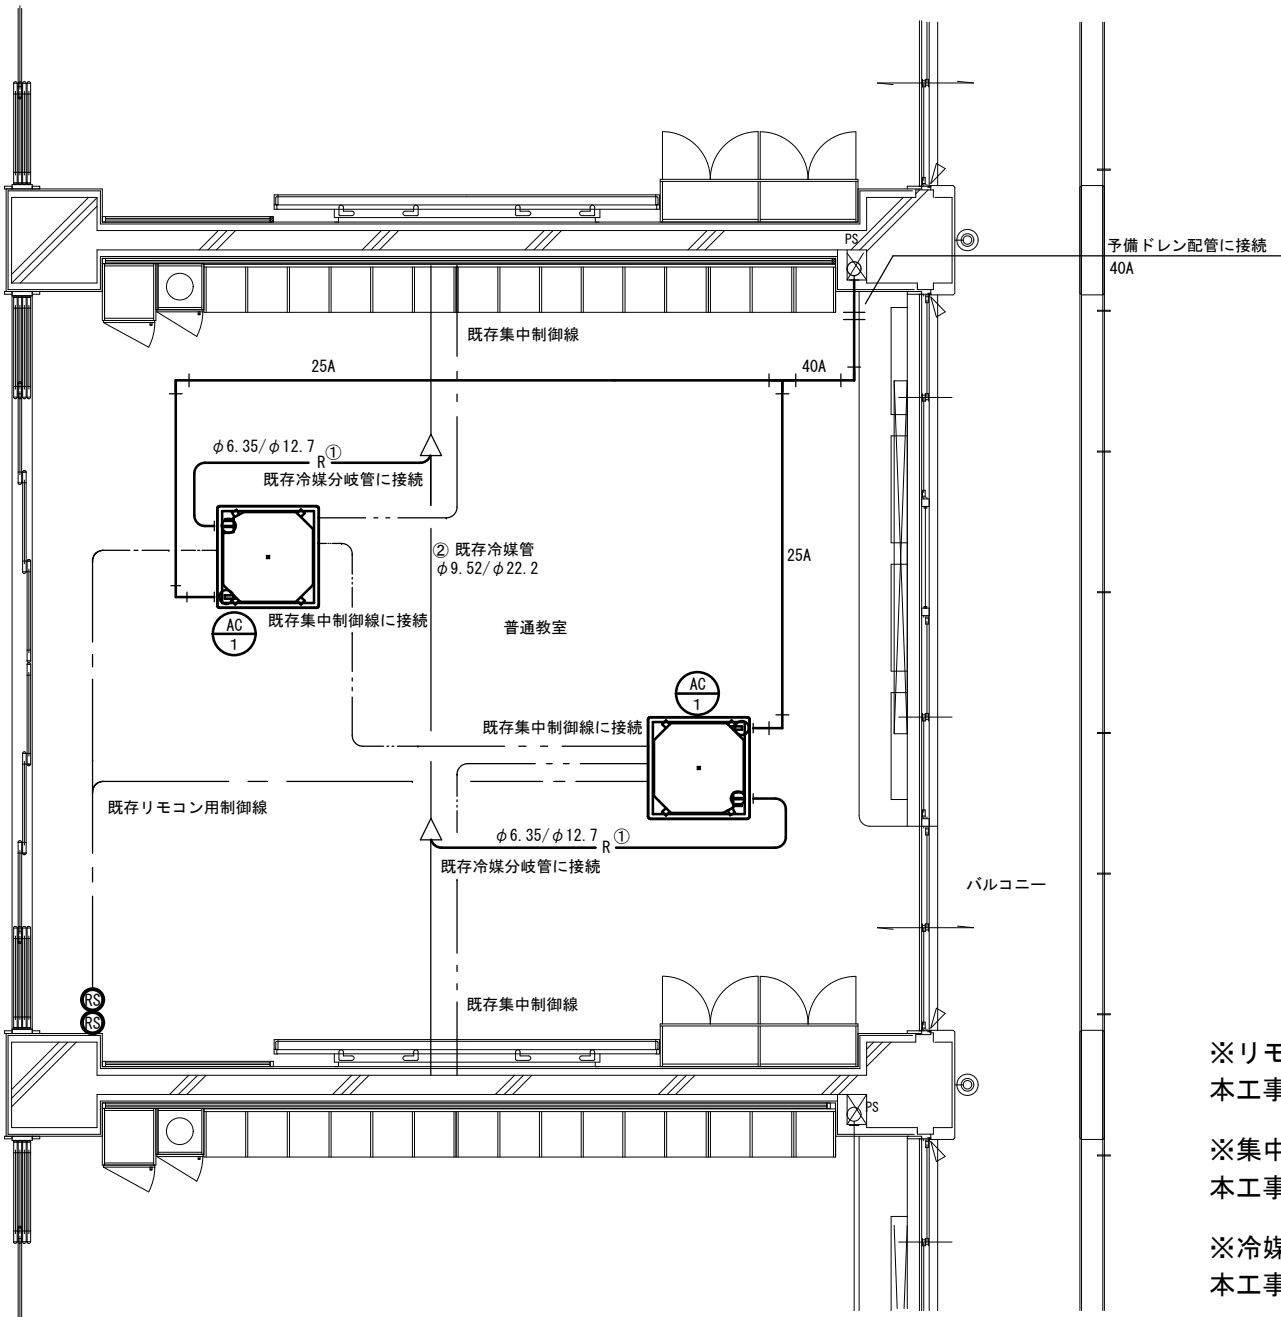 PS
予備ドレン配管に接続
40A
既存集中制御線
25A
40A
φ6.35/φ12.7
R
①
既存冷媒分岐管に接続
② 既存冷媒管
φ9.52/φ22.2
25A
既存集中制御線に接続
AC
1
普通教室
AC
1
既存集中制御線に接続
既存リモコン用制御線
φ6.35/φ12.7
R
①
既存冷媒分岐管に接続
バルコニー
RS
RS
既存集中制御線
PS
※リモ
本工事
※集中
本工事
※冷媒
本工事